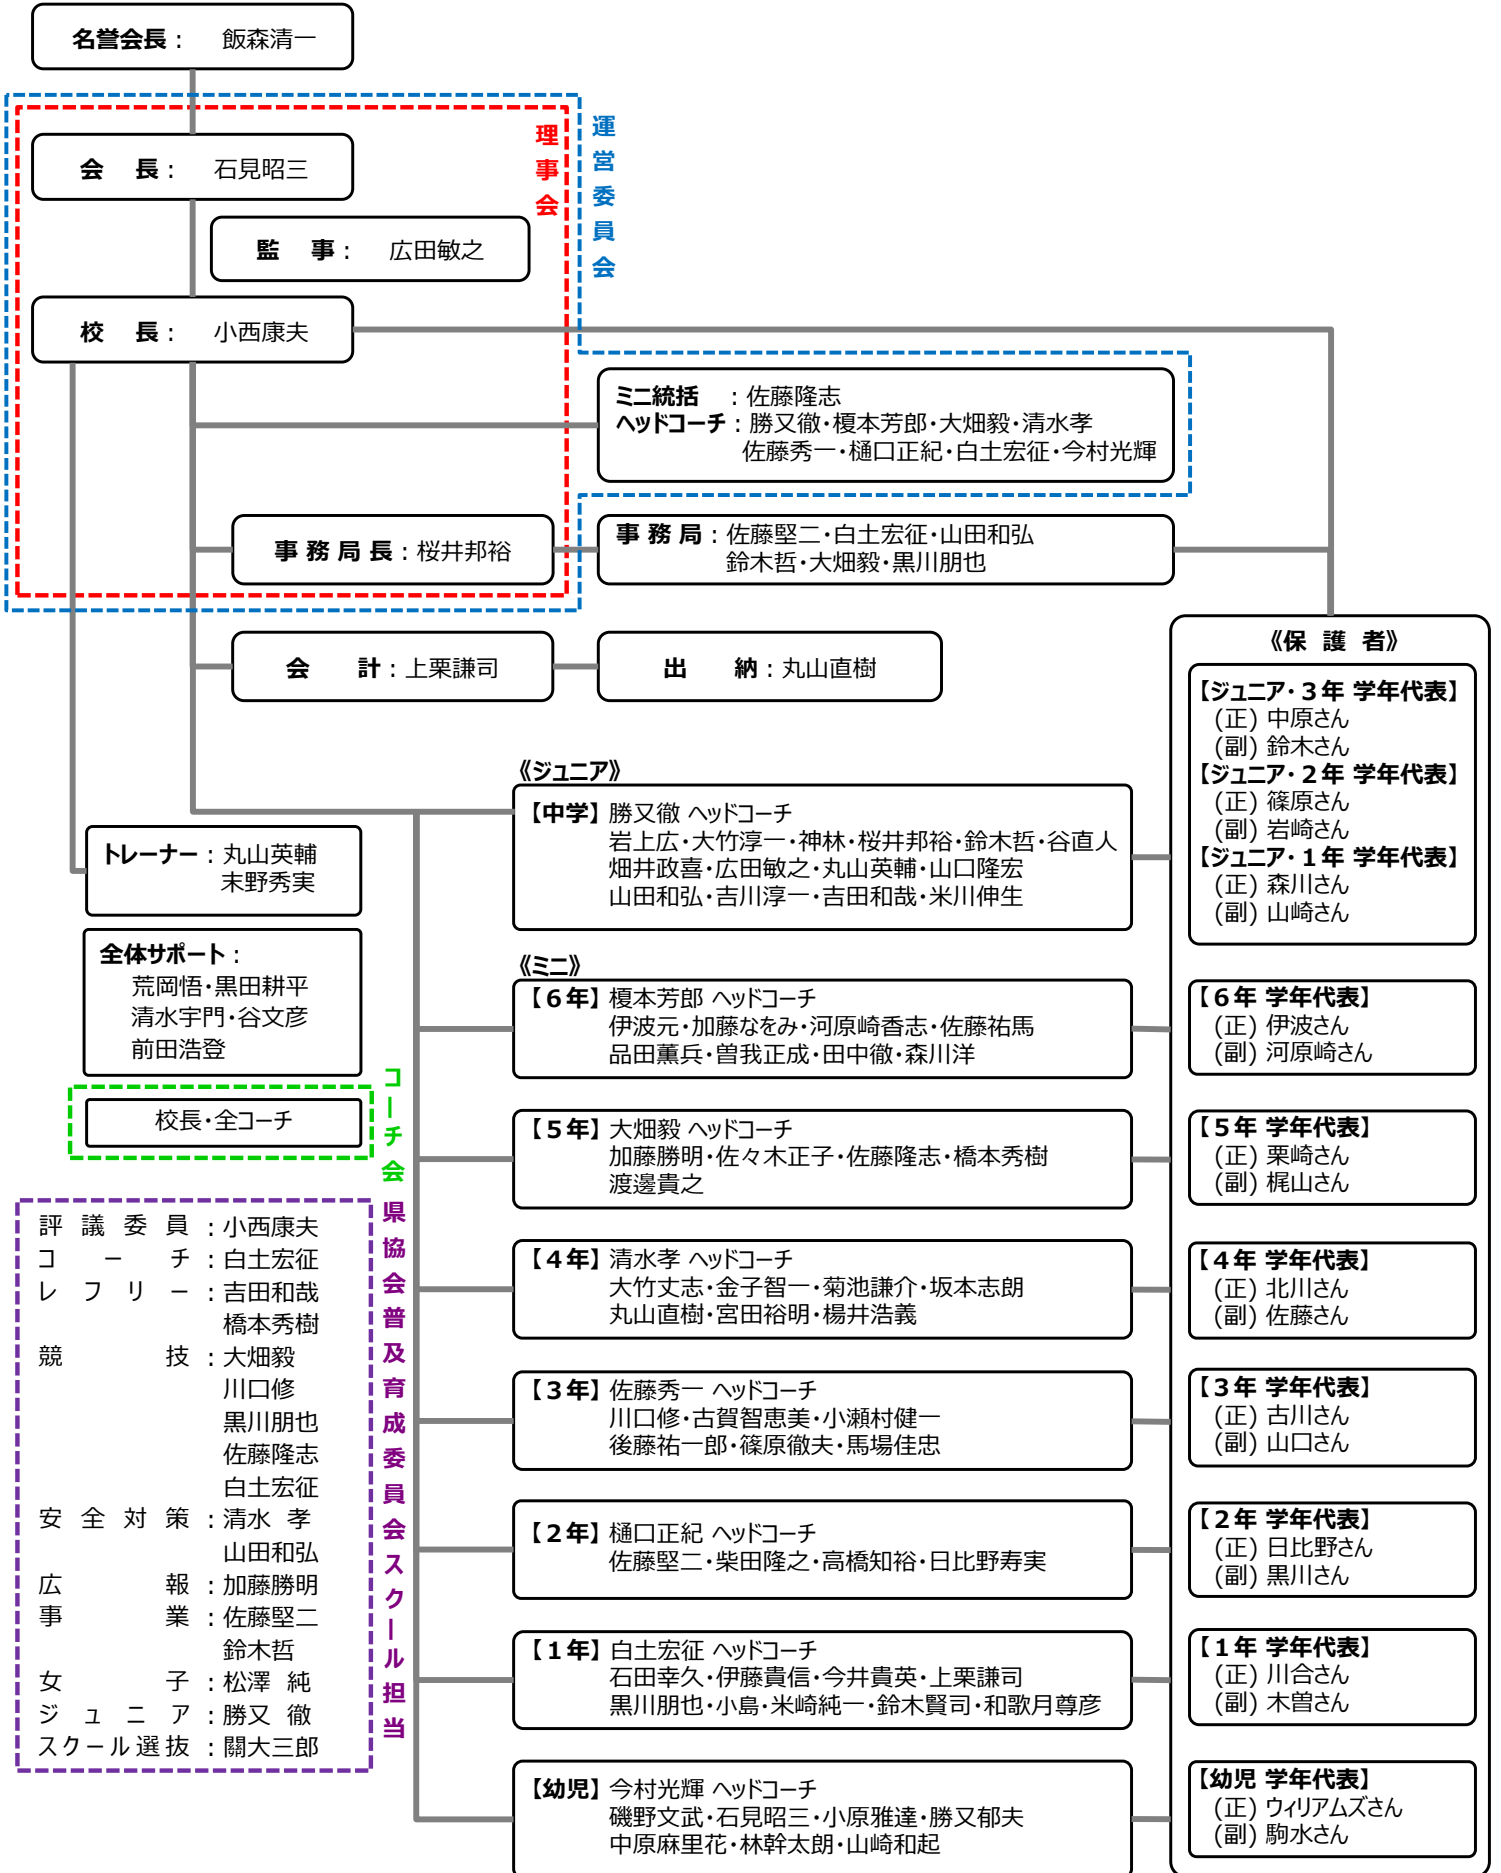 名誉会長： 飯森清一
理事会
運営委員会
会 長： 石見昭三
監 事： 広田敏之
校 長： 小西康夫
ミニ統括 ：佐藤隆志
ヘッドコーチ：勝又徹・榎本芳郎・大畑毅・清水孝
佐藤秀一・樋口正紀・白土宏征・今村光輝
事務局長：桜井邦裕
事務局：佐藤堅二・白土宏征・山田和弘
鈴木哲・大畑毅・黒川朋也
会 計：上栗謙司
出 納：丸山直樹
《保 護 者》
【ジュニア・３年 学年代表】
(正) 中原さん
(副) 鈴木さん
【ジュニア・２年 学年代表】
(正) 篠原さん
(副) 岩崎さん
【ジュニア・１年 学年代表】
(正) 森川さん
(副) 山崎さん
《ジュニア》
【中学】勝又徹 ヘッドコーチ
岩上広・大竹淳一・神林・桜井邦裕・鈴木哲・谷直人
畑井政喜・広田敏之・丸山英輔・山口隆宏
山田和弘・吉川淳一・吉田和哉・米川伸生
トレーナー：丸山英輔
末野秀実
全体サポート：
荒岡悟・黒田耕平
清水宇門・谷文彦
前田浩登
コーチ会
校長・全コーチ
《ミニ》
【６年】榎本芳郎 ヘッドコーチ
伊波元・加藤なをみ・河原崎香志・佐藤祐馬
品田薫兵・曽我正成・田中徹・森川洋
【６年 学年代表】
(正) 伊波さん
(副) 河原崎さん
【５年】大畑毅 ヘッドコーチ
加藤勝明・佐々木正子・佐藤隆志・橋本秀樹
渡邊貴之
【５年 学年代表】
(正) 栗崎さん
(副) 梶山さん
【４年】清水孝 ヘッドコーチ
大竹丈志・金子智一・菊池謙介・坂本志朗
丸山直樹・宮田裕明・楊井浩義
【４年 学年代表】
(正) 北川さん
(副) 佐藤さん
【３年】佐藤秀一 ヘッドコーチ
川口修・古賀智恵美・小瀬村健一
後藤祐一郎・篠原徹夫・馬場佳忠
【３年 学年代表】
(正) 古川さん
(副) 山口さん
【２年】樋口正紀 ヘッドコーチ
佐藤堅二・柴田隆之・高橋知裕・日比野寿実
【２年 学年代表】
(正) 日比野さん
(副) 黒川さん
【１年】白土宏征 ヘッドコーチ
石田幸久・伊藤貴信・今井貴英・上栗謙司
黒川朋也・小島・米崎純一・鈴木賢司・和歌月尊彦
【１年 学年代表】
(正) 川合さん
(副) 木曽さん
【幼児】今村光輝 ヘッドコーチ
磯野文武・石見昭三・小原雅達・勝又郁夫
中原麻里花・林幹太朗・山崎和起
【幼児 学年代表】
(正) ウィリアムズさん
(副) 駒水さん
県協会普及育成委員会スクール担当
評議委員：小西康夫
コーチ：白土宏征
レフリー：吉田和哉
橋本秀樹
競技：大畑毅
川口修
黒川朋也
佐藤隆志
白土宏征
安全対策：清水 孝
山田和弘
広報：加藤勝明
事業：佐藤堅二
鈴木哲
女子：松澤 純
ジュニア：勝又 徹
スクール選抜：關大三郎